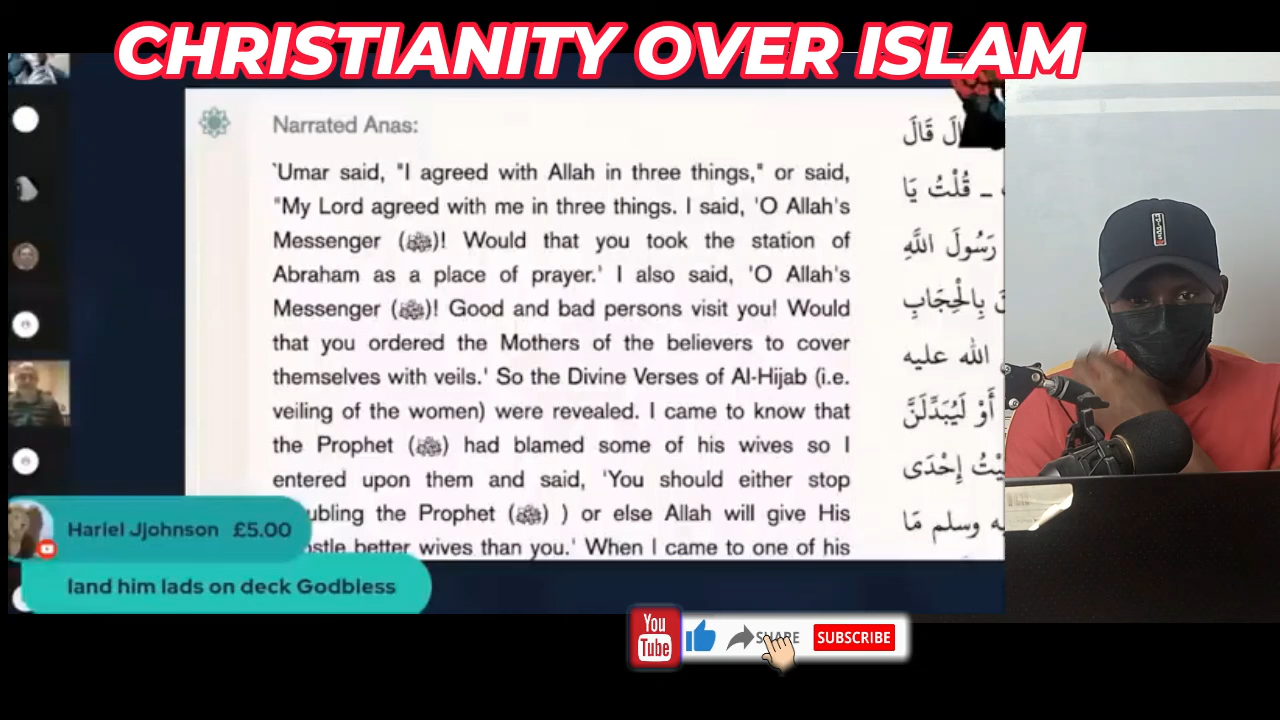 CHRISTIANITY OVER ISLAM
Narrated Anas:
`Umar said, "I agreed with Allah in three things," or said,
"My Lord agreed with me in three things. I said, 'O Allah's
Messenger (ﷺ)! Would that you took the station of
Abraham as a place of prayer.' I also said, 'O Allah's
Messenger (ﷺ)! Good and bad persons visit you! Would
that you ordered the Mothers of the believers to cover
themselves with veils.' So the Divine Verses of Al-Hijab (i.e.
veiling of the women) were revealed. I came to know that
the Prophet (ﷺ) had blamed some of his wives so I
entered upon them and said, 'You should either stop
ubling the Prophet (ﷺ) ) or else Allah will give His
ostle better wives than you.' When I came to one of his
قَالَ
ـ قُلْتُ يَا
رَسُولَ اللَّهِ
بِالْحِجَابِ
الله عليه
أَوْ لَيُبَدِّلَنَّ
إِحْدَى
وسلم مَا
Hariel Jjohnson £5.00
land him lads on deck Godbless
You
Tube
SHARE
SUBSCRIBE